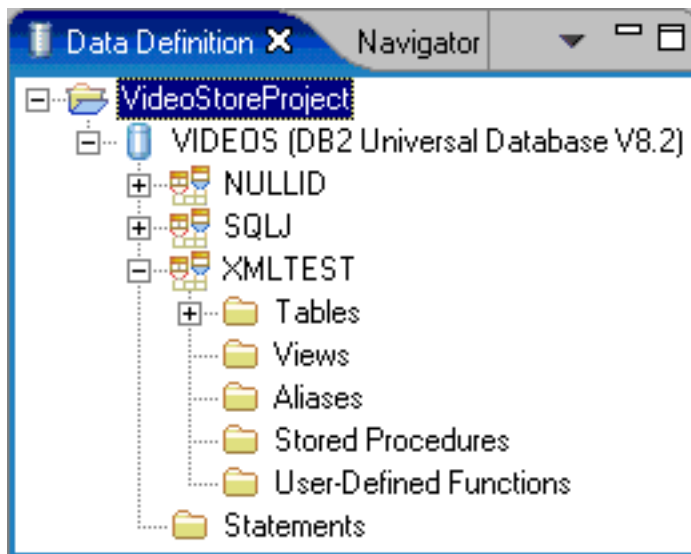 Data Definition Navigator
VideoStoreProject
VIDEOS (DB2 Universal Database V8.2)
NULLID
SQLJ
XMLTEST
Tables
Views
Aliases
Stored Procedures
User-Defined Functions
Statements